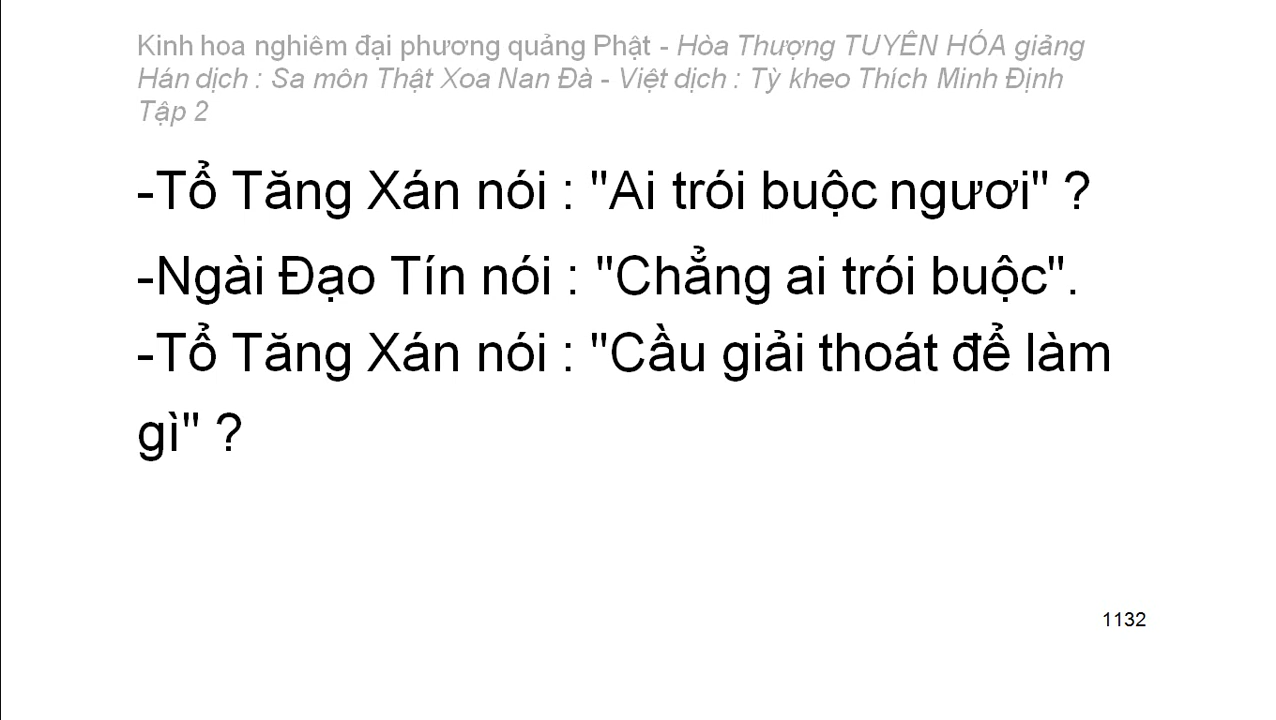 Kinh hoa nghiêm đại phương quảng Phật - Hòa Thượng TUYÊN HÓA giảng
Hán dịch : Sa môn Thật Xoa Nan Đà - Việt dịch : Tỳ kheo Thích Minh Định
Tập 2
-Tổ Tăng Xán nói : "Ai trói buộc ngươi" ?
-Ngài Đạo Tín nói : "Chẳng ai trói buộc".
-Tổ Tăng Xán nói : "Cầu giải thoát để làm
gì" ?
1132